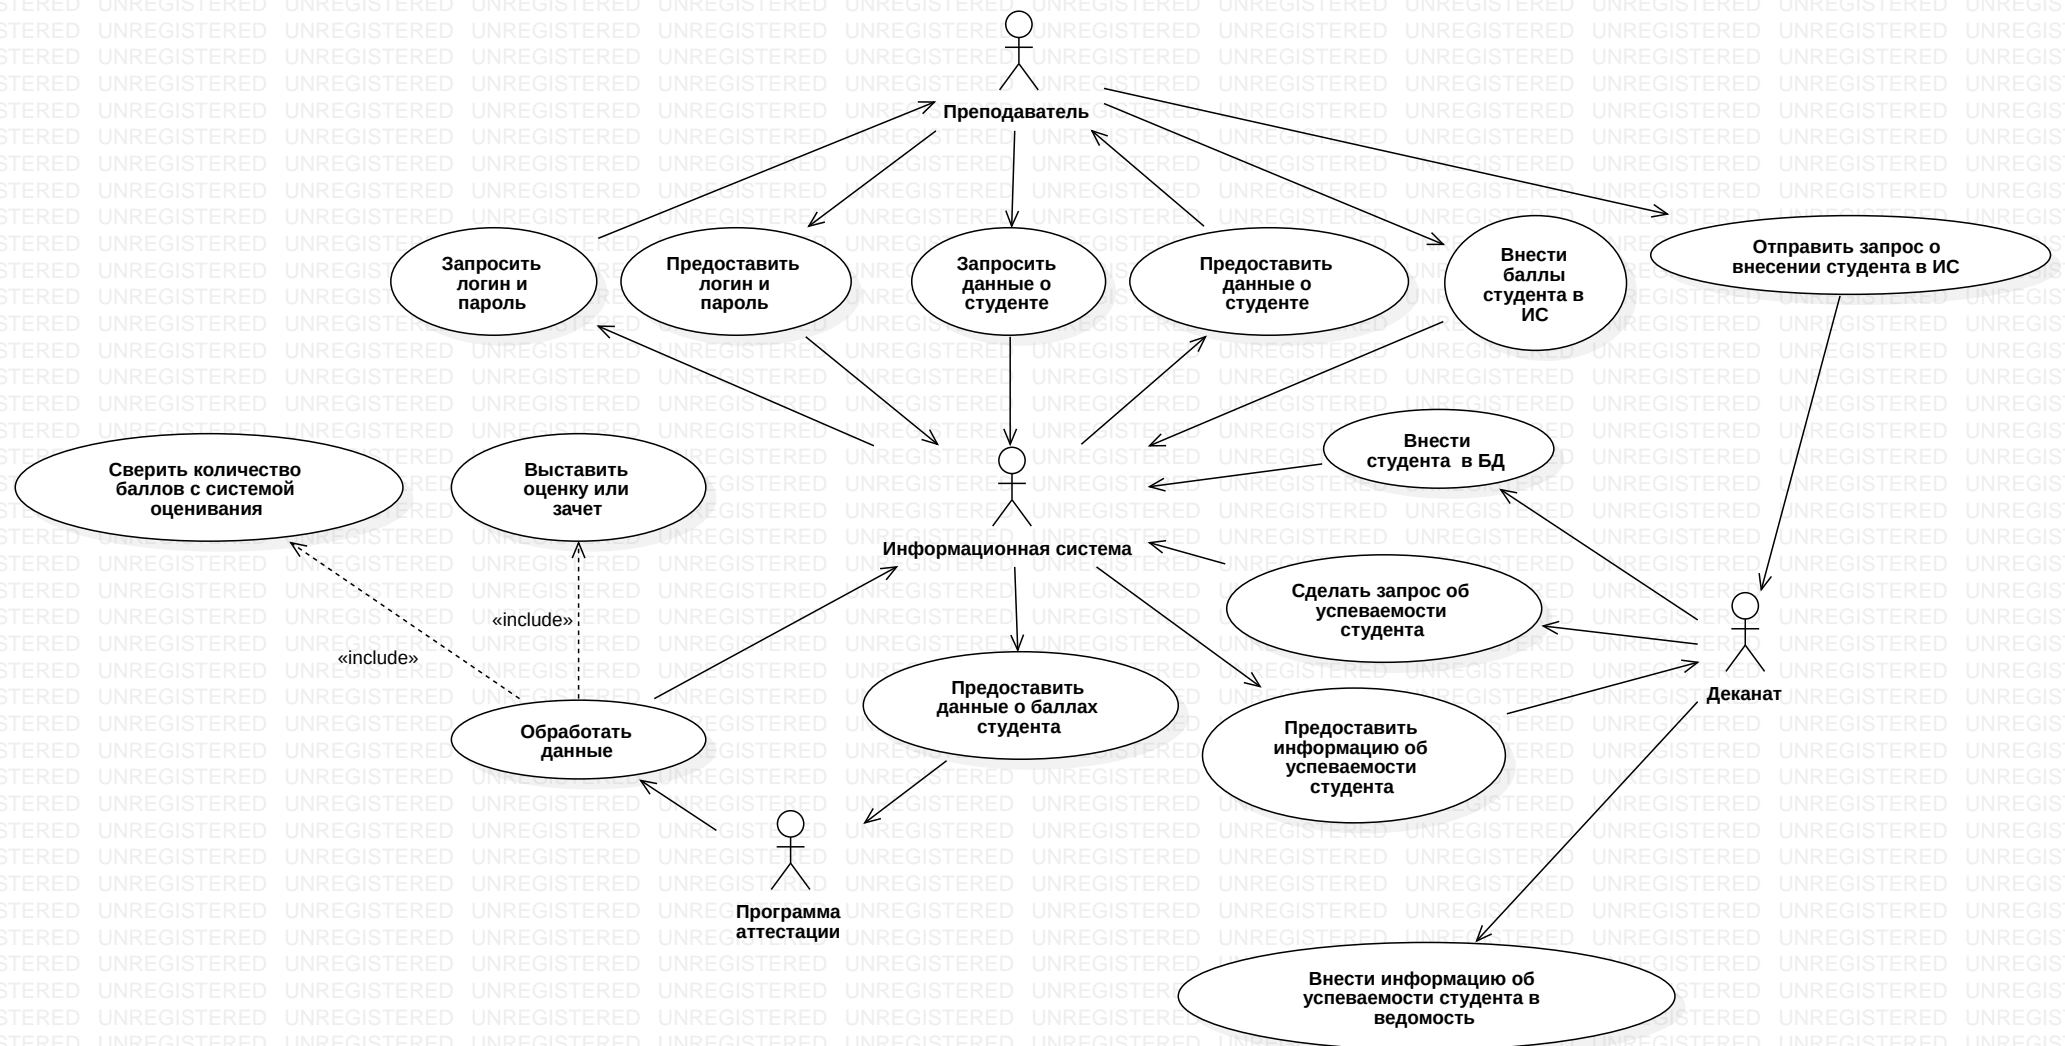 Преподаватель
Запросить
логин и
пароль
Предоставить
логин и
пароль
Запросить
данные о
студенте
Предоставить
данные о
студенте
Внести
баллы
студента в
ИС
Отправить запрос о
внесении студента в ИС
Сверить количество
баллов с системой
оценивания
Выставить
оценку или
зачет
Информационная система
Внести
студента в БД
Сделать запрос об
успеваемости
студента
«include»
«include»
Обработать
данные
Предоставить
данные о баллах
студента
Предоставить
информацию об
успеваемости
студента
Деканат
Программа
аттестации
Внести информацию об
успеваемости студента в
ведомость
UNREGISTERED